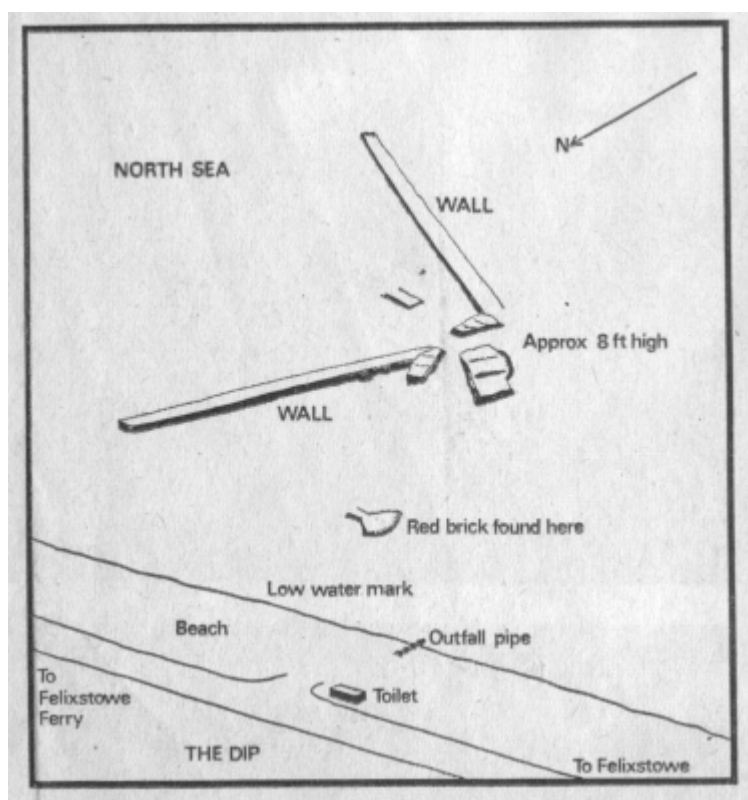 N
NORTH SEA
WALL
Approx 8 ft high
WALL
Red brick found here
Low water mark
Beach
Outfall pipe
To
Felixstowe
Ferry
Toilet
THE DIP
To Felixstowe